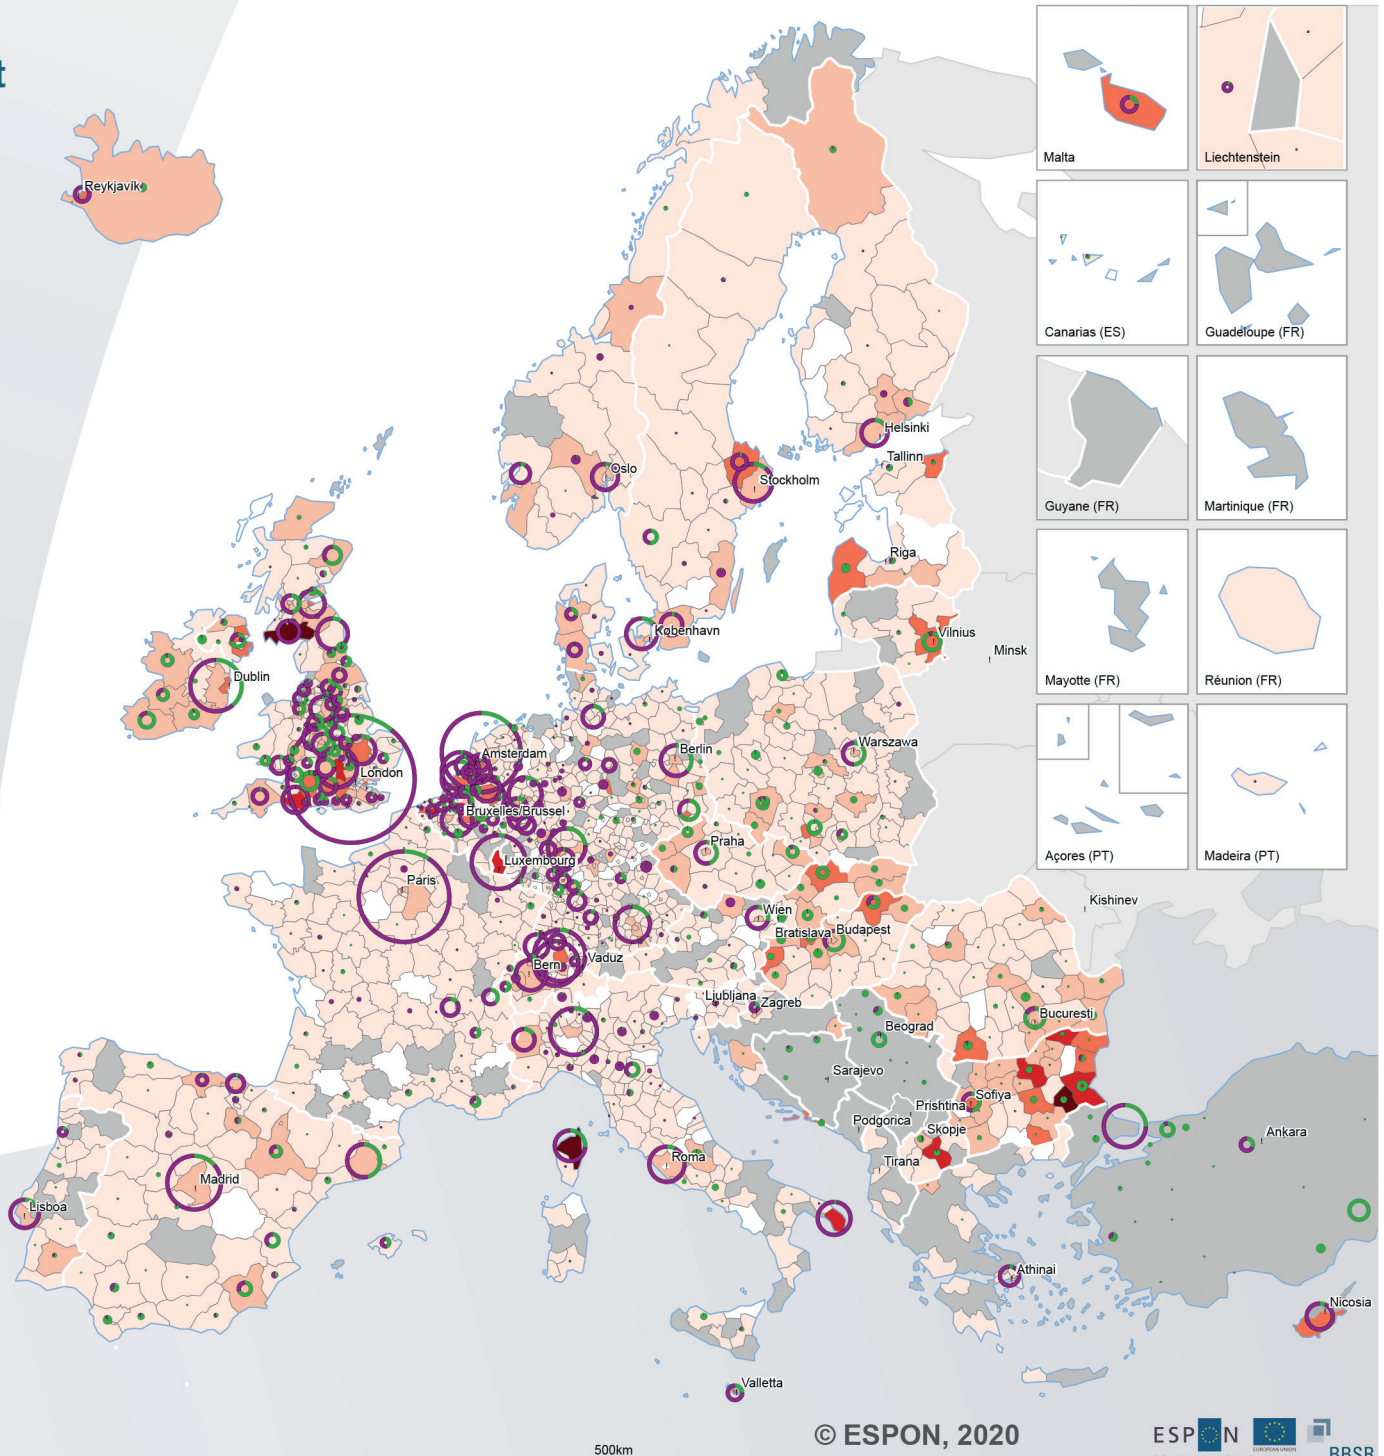 t
Reykjavík
Malta
Liechtenstein
Canarias (ES)
Guadeloupe (FR)
Guyane (FR)
Martinique (FR)
Mayotte (FR)
Réunion (FR)
Açores (PT)
Madeira (PT)
Helsinki
Tallinn
Oslo
Stockholm
Riga
København
Vilnius
Minsk
Dublin
Amsterdam
Berlin
Warszawa
London
Bruxelles/Brussel
Praha
Luxembourg
Paris
Kishinev
Wien
Bratislava
Budapest
Vaduz
Bern
Ljubljana
Zagreb
Bucuresti
Beograd
Sarajevo
Sofiya
Prishtina
Podgorica
Skopje
Ankara
Tirana
Roma
Madrid
Lisboa
Athinai
Nicosia
Valletta
© ESPON, 2020
ESPON
EUROPEAN UNION
BBSR
500km